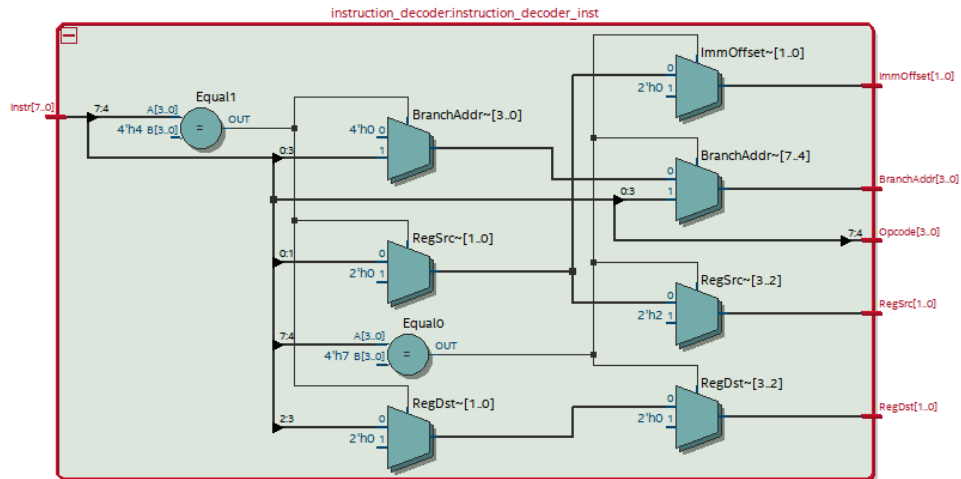 instruction_decoder:instruction_decoder_inst
Instr[7..0]
7:4
Equal1
A[3..0]
4'h4 B[3..0]
=
OUT
BranchAddr~[3..0]
4'h0 0
0:3
1
RegSrc~[1..0]
0:1
0
2'h0 1
Equal0
7:4
A[3..0]
4'h7 B[3..0]
=
OUT
RegDst~[1..0]
2:3
0
2'h0 1
ImmOffset~[1..0]
0
2'h0 1
ImmOffset[1..0]
BranchAddr~[7..4]
0
0:3
1
BranchAddr[3..0]
7:4
Opcode[3..0]
RegSrc~[3..2]
0
2'h2 1
RegSrc[1..0]
RegDst~[3..2]
0
2'h0 1
RegDst[1..0]